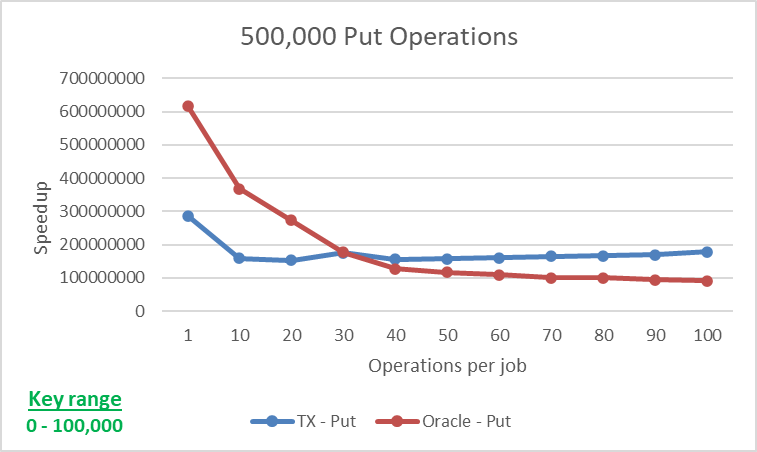 500,000 Put Operations
700000000
600000000
500000000
400000000
300000000
200000000
100000000
0
Speedup
1 10 20 30 40 50 60 70 80 90 100
Operations per job
Key range
0 - 100,000
TX - Put Oracle - Put